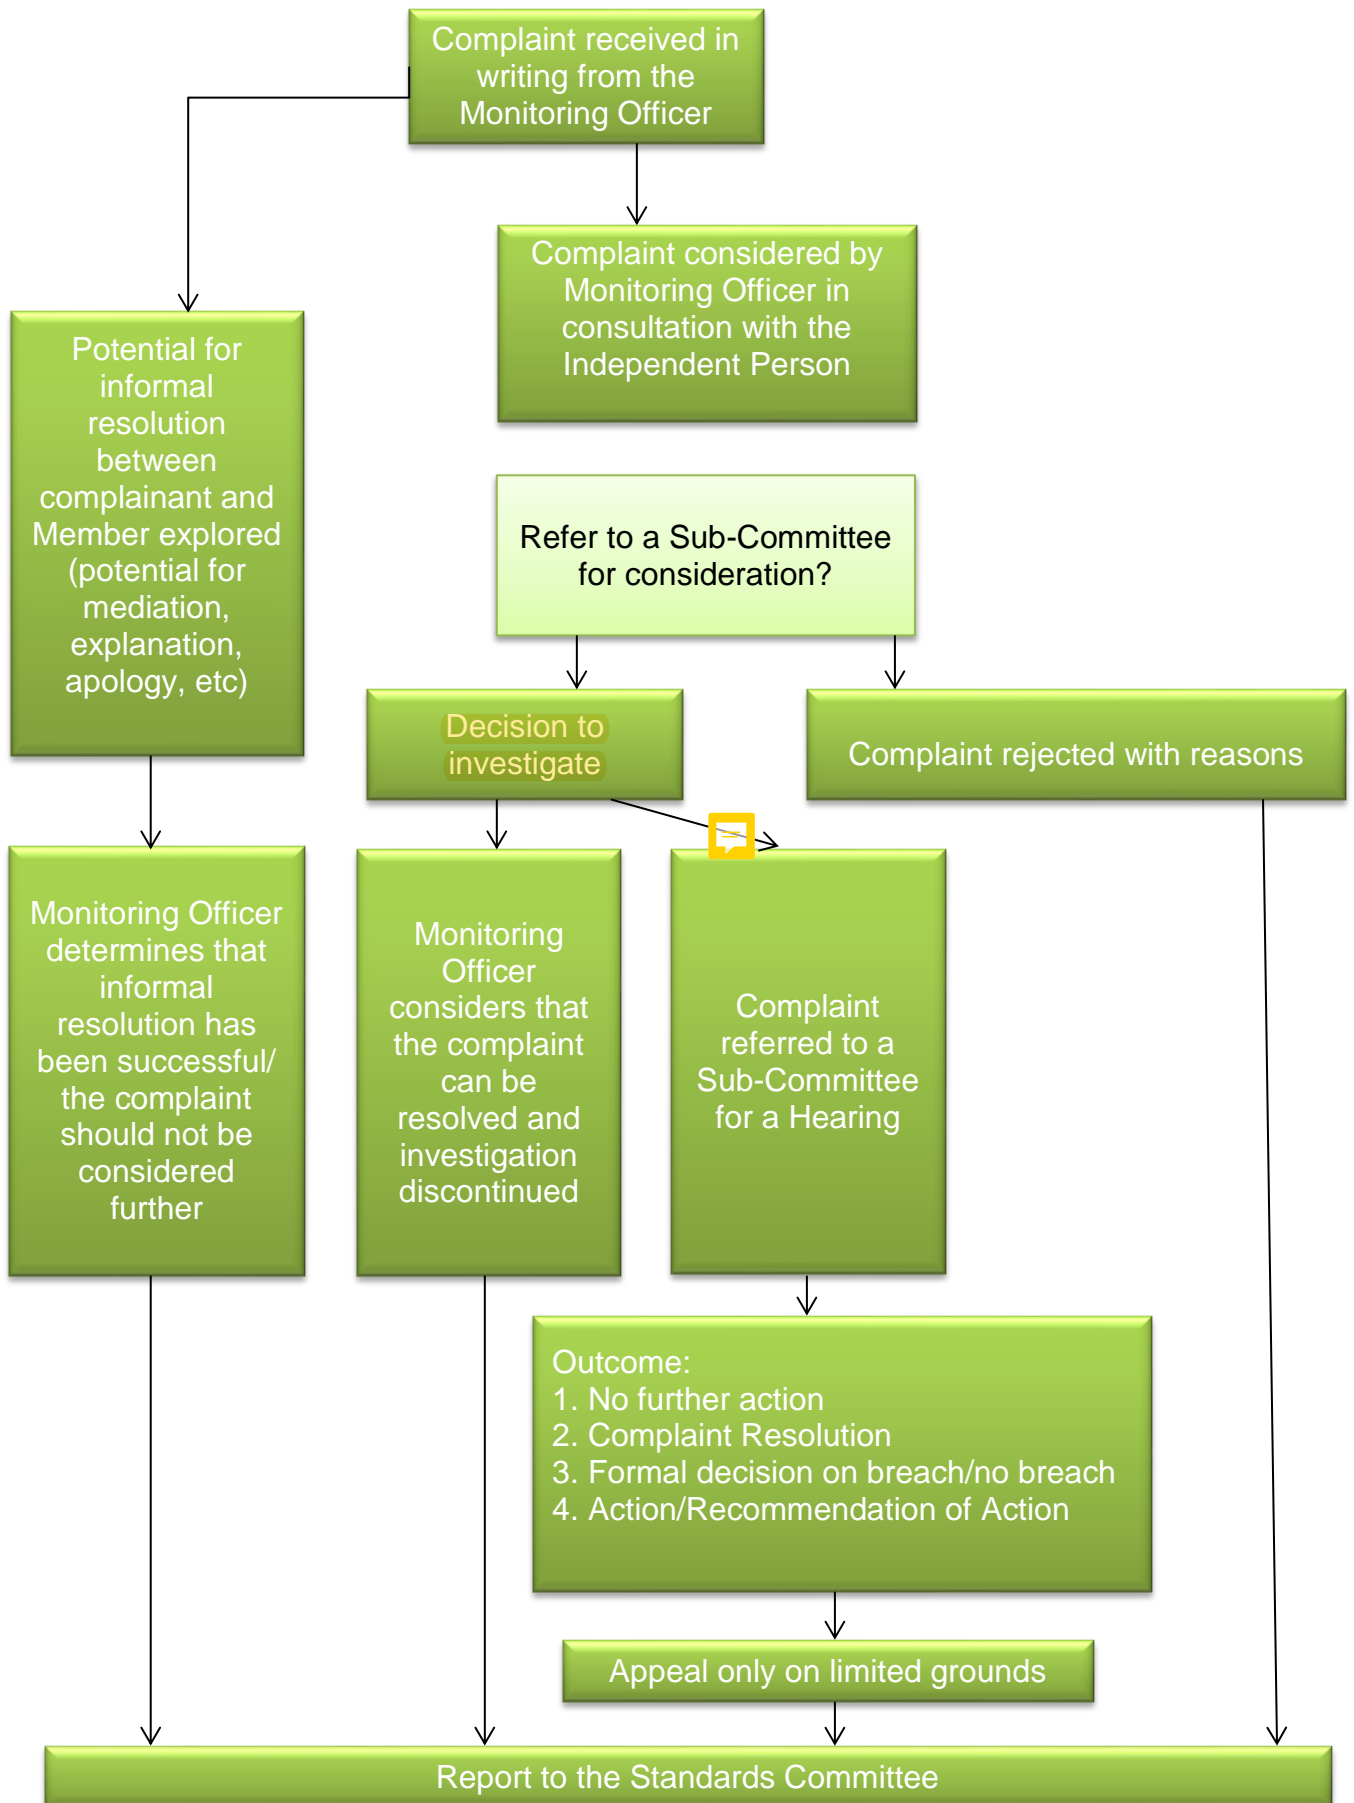 Complaint received in
writing from the
Monitoring Officer
Complaint considered by
Monitoring Officer in
consultation with the
Independent Person
Potential for
informal
resolution
between
complainant and
Member explored
(potential for
mediation,
explanation,
apology, etc)
Refer to a Sub-Committee
for consideration?
Decision to
investigate
Complaint rejected with reasons
Monitoring Officer
determines that
informal
resolution has
been successful/
the complaint
should not be
considered
further
Monitoring
Officer
considers that
the complaint
can be
resolved and
investigation
discontinued
Complaint
referred to a
Sub-Committee
for a Hearing
Outcome:
1. No further action
2. Complaint Resolution
3. Formal decision on breach/no breach
4. Action/Recommendation of Action
Appeal only on limited grounds
Report to the Standards Committee